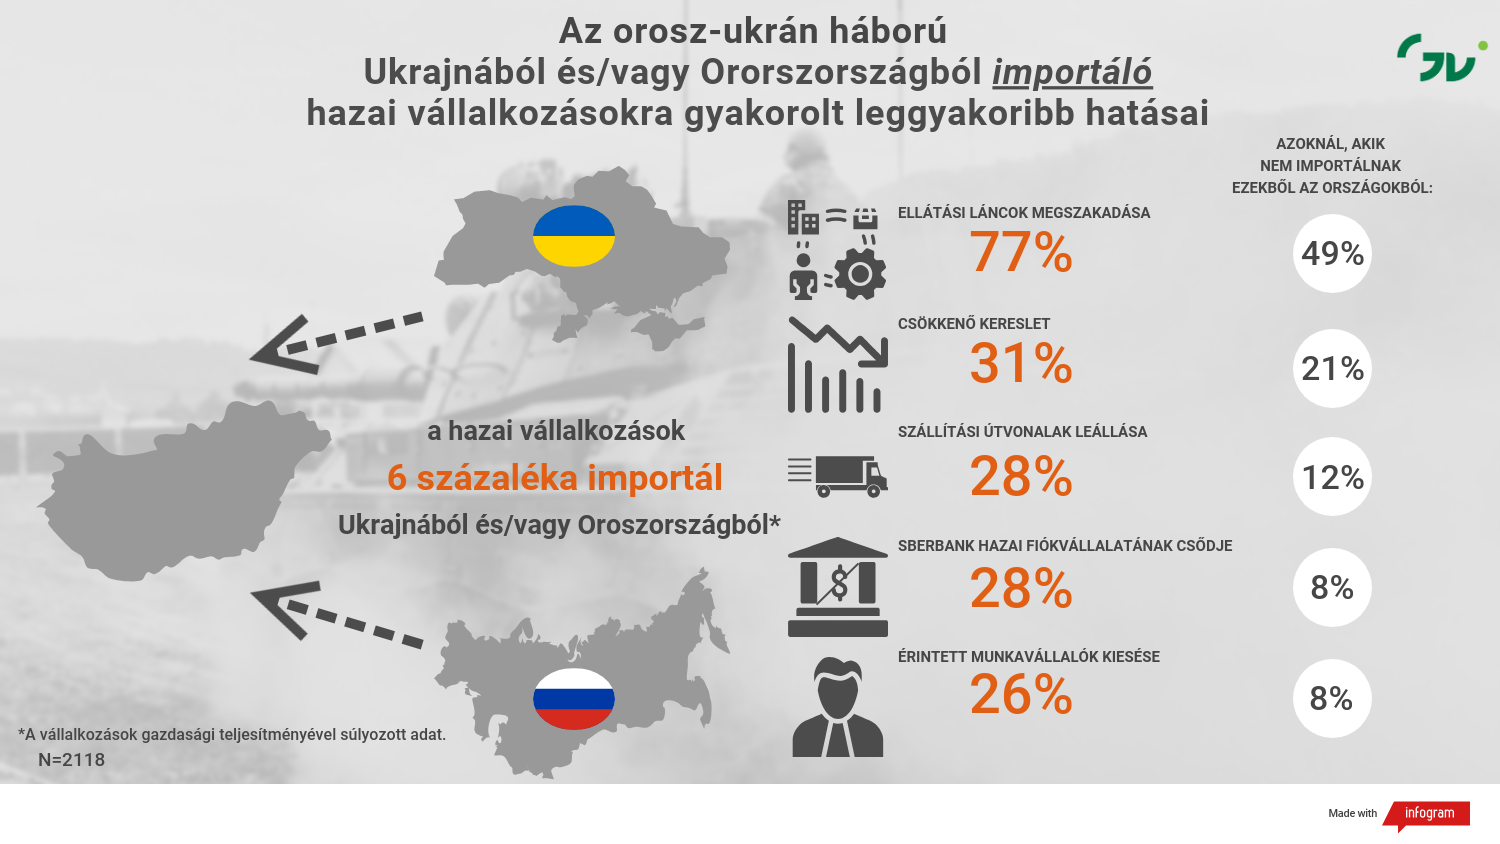 Az orosz-ukrán háború
Ukrajnából és/vagy Ororszországból importáló
hazai vállalkozásokra gyakorolt leggyakoribb hatásai
AZOKNÁL, AKIK
NEM IMPORTÁLNAK
EZEKBŐL AZ ORSZÁGOKBÓL:
ELLÁTÁSI LÁNCOK MEGSZAKADÁSA
77%
49%
CSÖKKENŐ KERESLET
31%
21%
SZÁLLÍTÁSI ÚTVONALAK LEÁLLÁSA
28%
12%
SBERBANK HAZAI FIÓKVÁLLALATÁNAK CSŐDJE
28%
8%
ÉRINTETT MUNKAVÁLLALÓK KIESÉSE
26%
8%
a hazai vállalkozások
6 százaléka importál
Ukrajnából és/vagy Oroszországból*
*A vállalkozások gazdasági teljesítményével súlyozott adat.
N=2118
Made with infogram